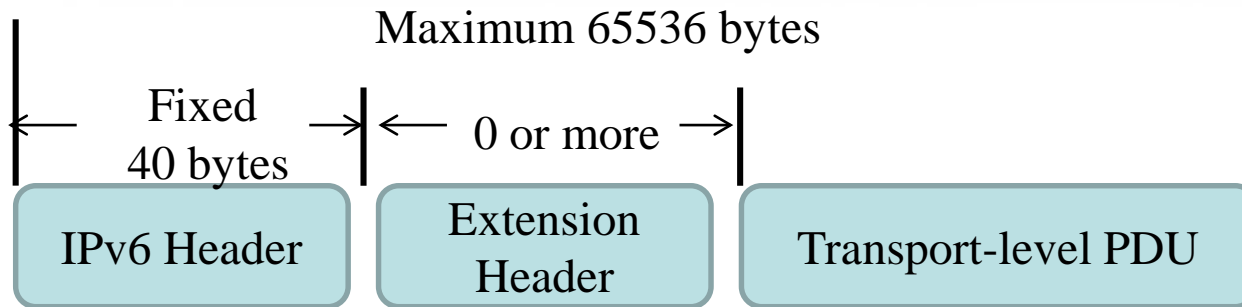 Maximum 65536 bytes
Fixed
40 bytes
0 or more
IPv6 Header
Extension
Header
Transport-level PDU